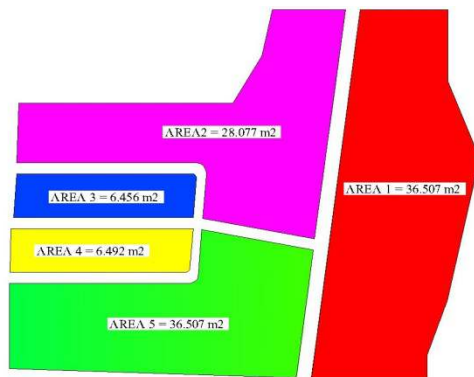 AREA2 = 28.077 m2
AREA 1 = 36.507 m2
AREA 3 = 6.456 m2
AREA 4 = 6.492 m2
AREA 5 = 36.507 m2